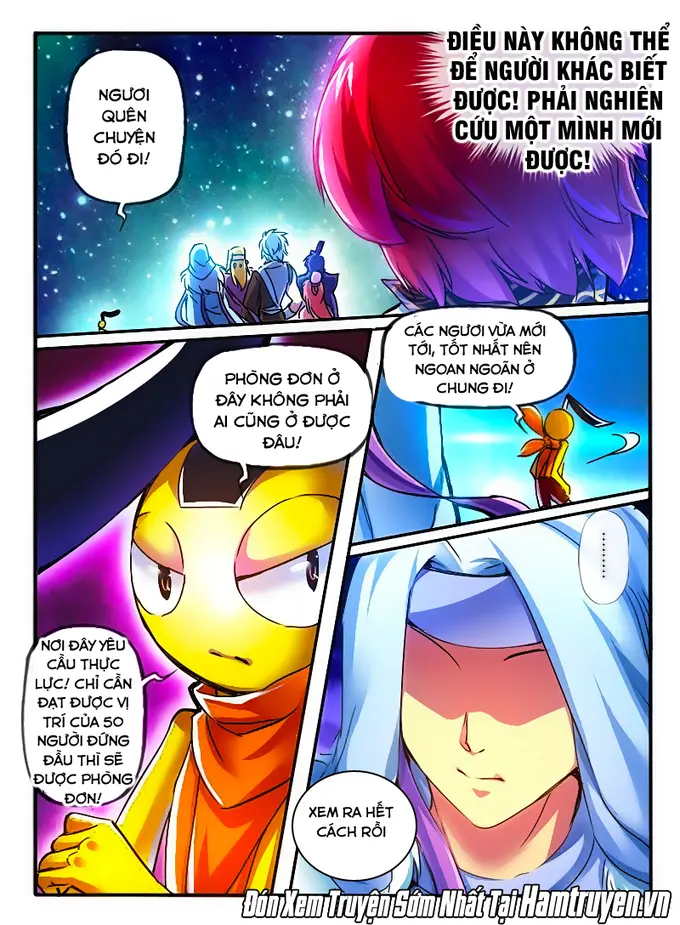 ĐIỀU NÀY KHÔNG THỂ
ĐỂ NGƯỜI KHÁC BIẾT
ĐƯỢC! PHẢI NGHIÊN
CỨU MỘT MÌNH MỚI
ĐƯỢC!
NGƯƠI
QUÊN
CHUYỆN
ĐÓ ĐI!
CÁC NGƯƠI VỪA MỚI
TỚI, TỐT NHẤT NÊN
NGOAN NGOÃN Ở
CHUNG ĐI!
PHÒNG ĐƠN Ở
ĐÂY KHÔNG PHẢI
AI CŨNG Ở ĐƯỢC
ĐÂU!
.........
NƠI ĐÂY YÊU
CẦU THỰC
LỰC! CHỈ CẦN
ĐẠT ĐƯỢC VỊ
TRÍ CỦA 50
NGƯỜI ĐỨNG
ĐẦU THÌ SẼ
ĐƯỢC PHÒNG
ĐƠN!
XEM RA HẾT
CÁCH RỒI
Đón Xem Truyện Sớm Nhất Tại Hamtruyen.vn